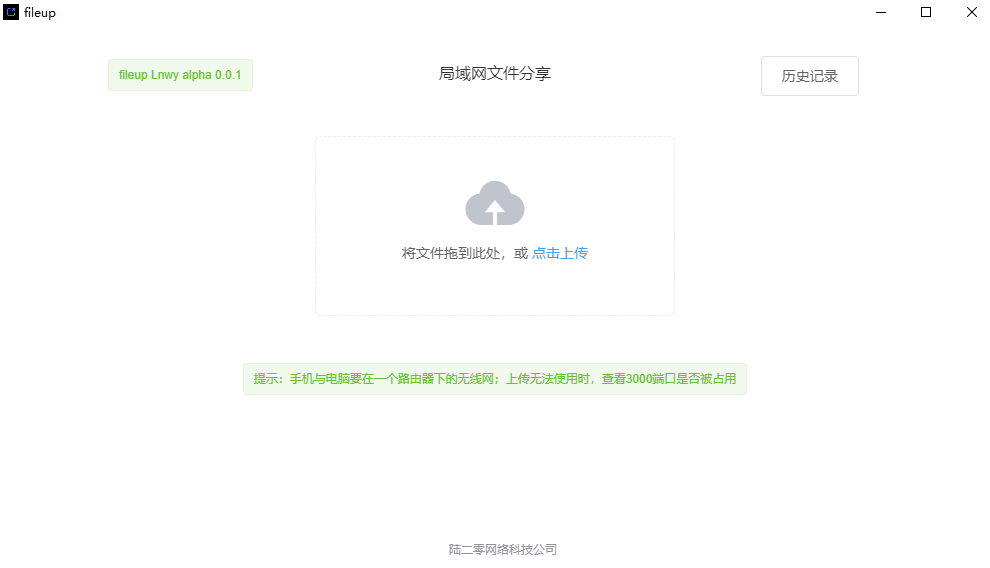 fileup
fileup Lnwy alpha 0.0.1
局域网文件分享
历史记录
将文件拖到此处，或 点击上传
提示：手机与电脑要在一个路由器下的无线网；上传无法使用时，查看3000端口是否被占用
陆二零网络科技公司